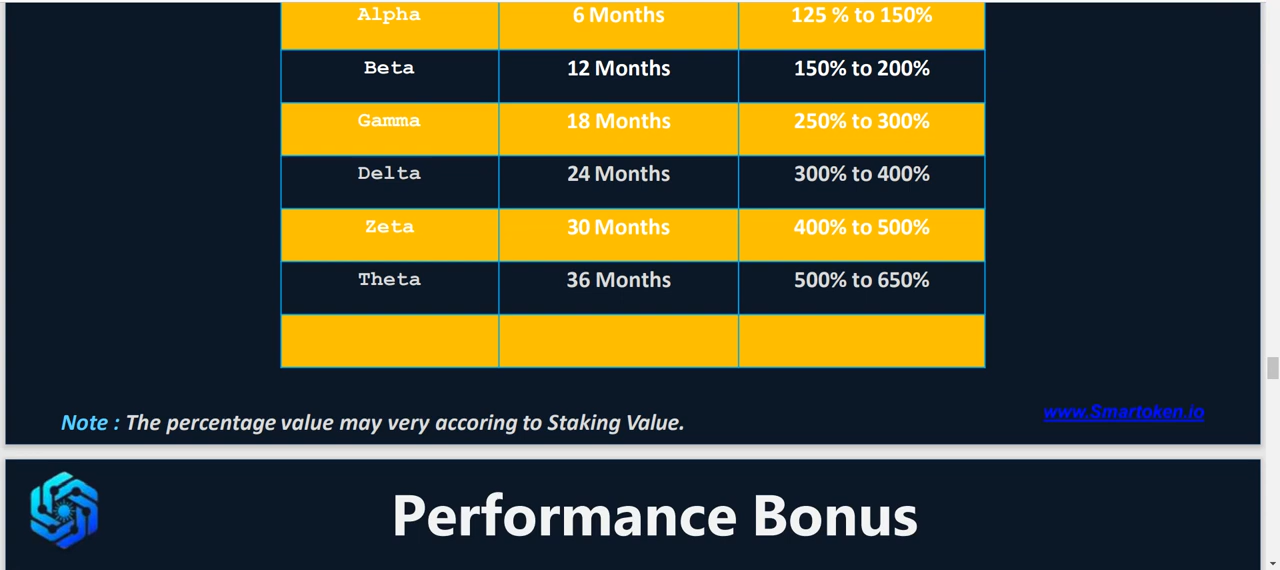 Alpha 6 Months 125 % to 150%
Beta 12 Months 150% to 200%
Gamma 18 Months 250% to 300%
Delta 24 Months 300% to 400%
Zeta 30 Months 400% to 500%
Theta 36 Months 500% to 650%
www.Smartoken.io
Note : The percentage value may very accoring to Staking Value.
Performance Bonus